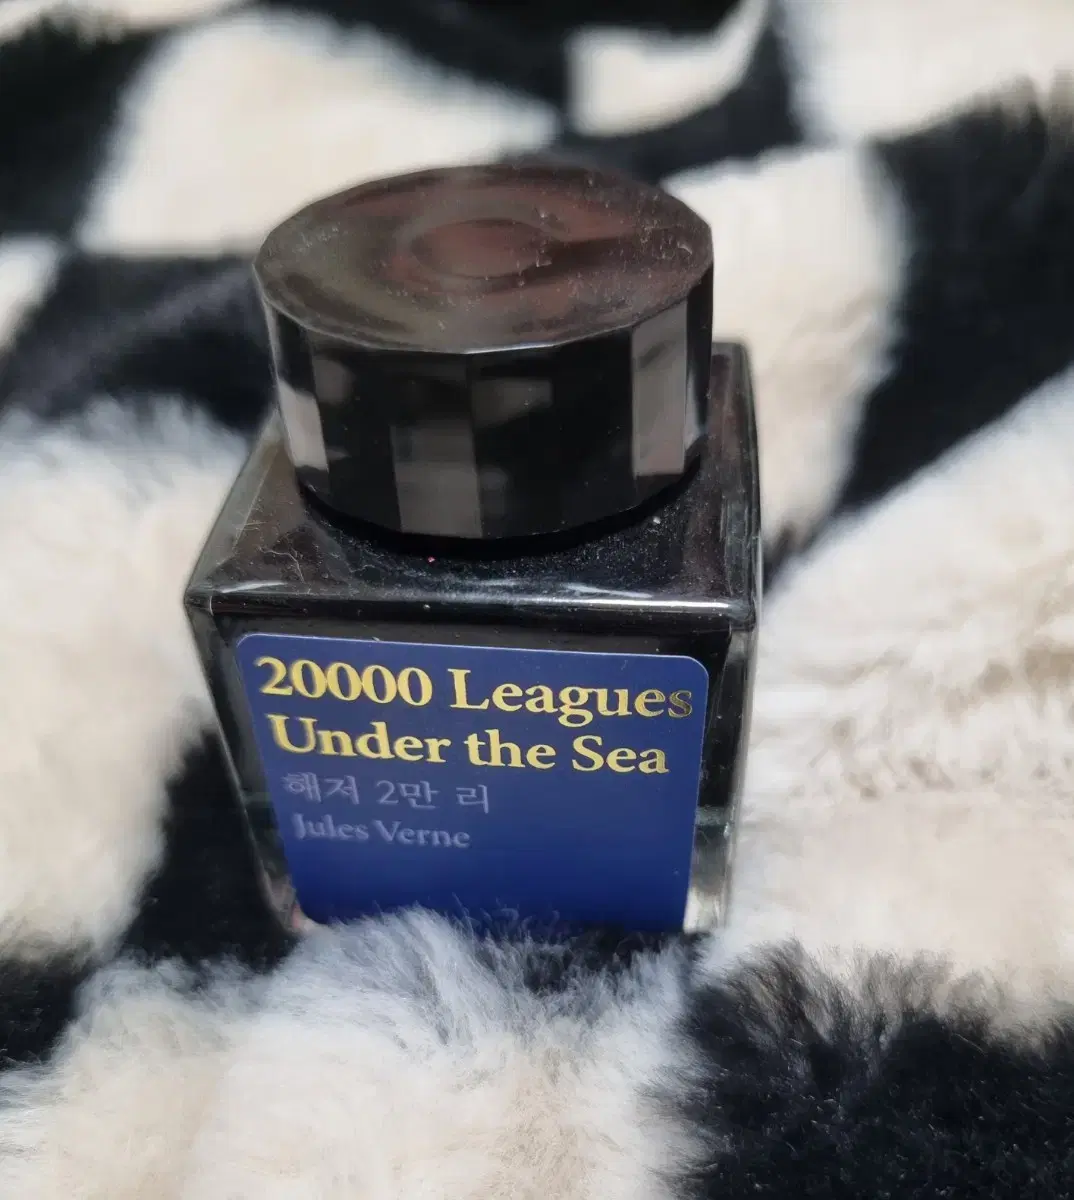 20000 Leagues
Under the Sea
해저 2만 리
Jules Verne